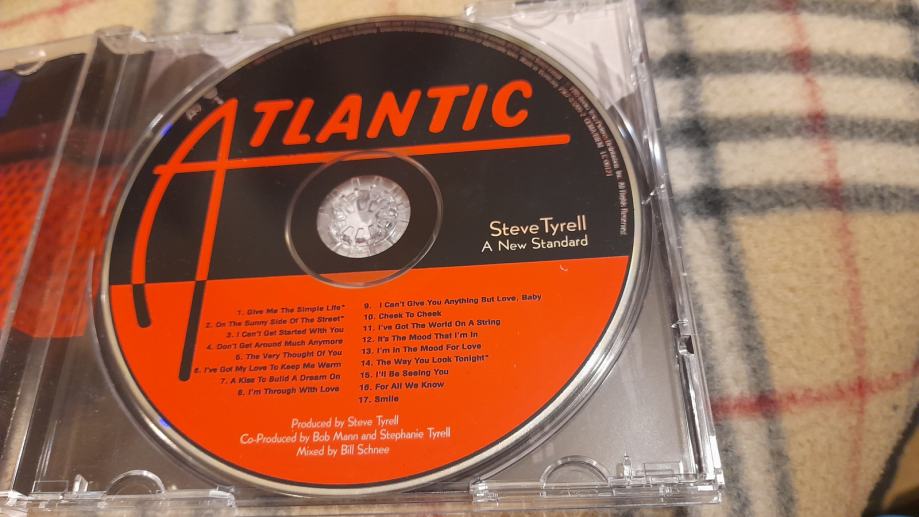 ATLANTIC
Steve Tyrell
A New Standard
1. Give Me The Simple Life*
2. On The Sunny Side Of The Street*
3. I Can't Get Started With You
4. Don't Get Around Much Anymore
5. The Very Thought Of You
6. I've Got My Love To Keep Me Warm
7. A Kiss To Build A Dream On
8. I'm Through With Love
9. I Can't Give You Anything But Love, Baby
10. Cheek To Cheek
11. I've Got The World On A String
12. It's The Mood That I'm In
13. I'm In The Mood For Love
14. The Way You Look Tonight*
15. I'll Be Seeing You
16. For All We Know
17. Smile
Produced by Steve Tyrell
Co-Produced by Bob Mann and Stephanie Tyrell
Mixed by Bill Schnee
All Rights Reserved